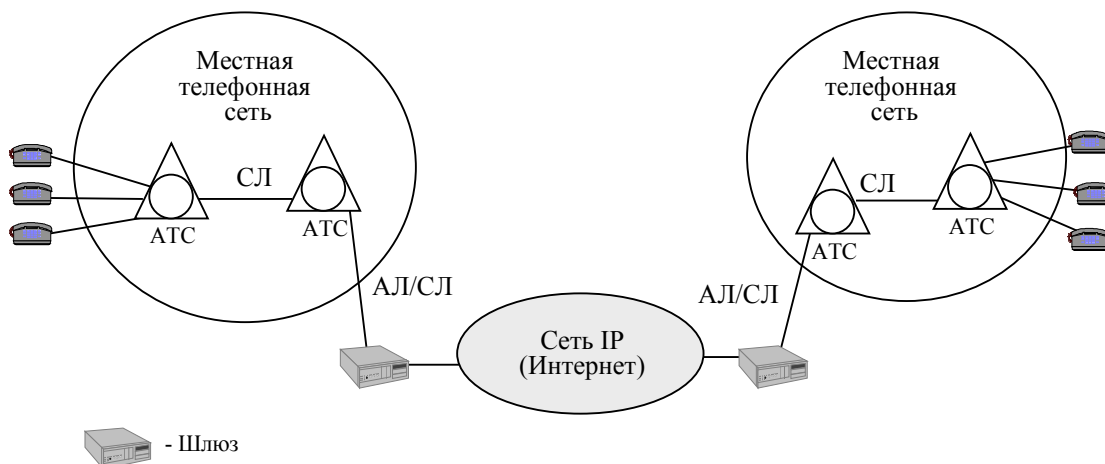 Местная
телефонная
сеть
СЛ
АТС
АТС
АЛ/СЛ
Местная
телефонная
сеть
СЛ
АТС
АТС
АЛ/СЛ
Сеть IP
(Интернет)
- Шлюз